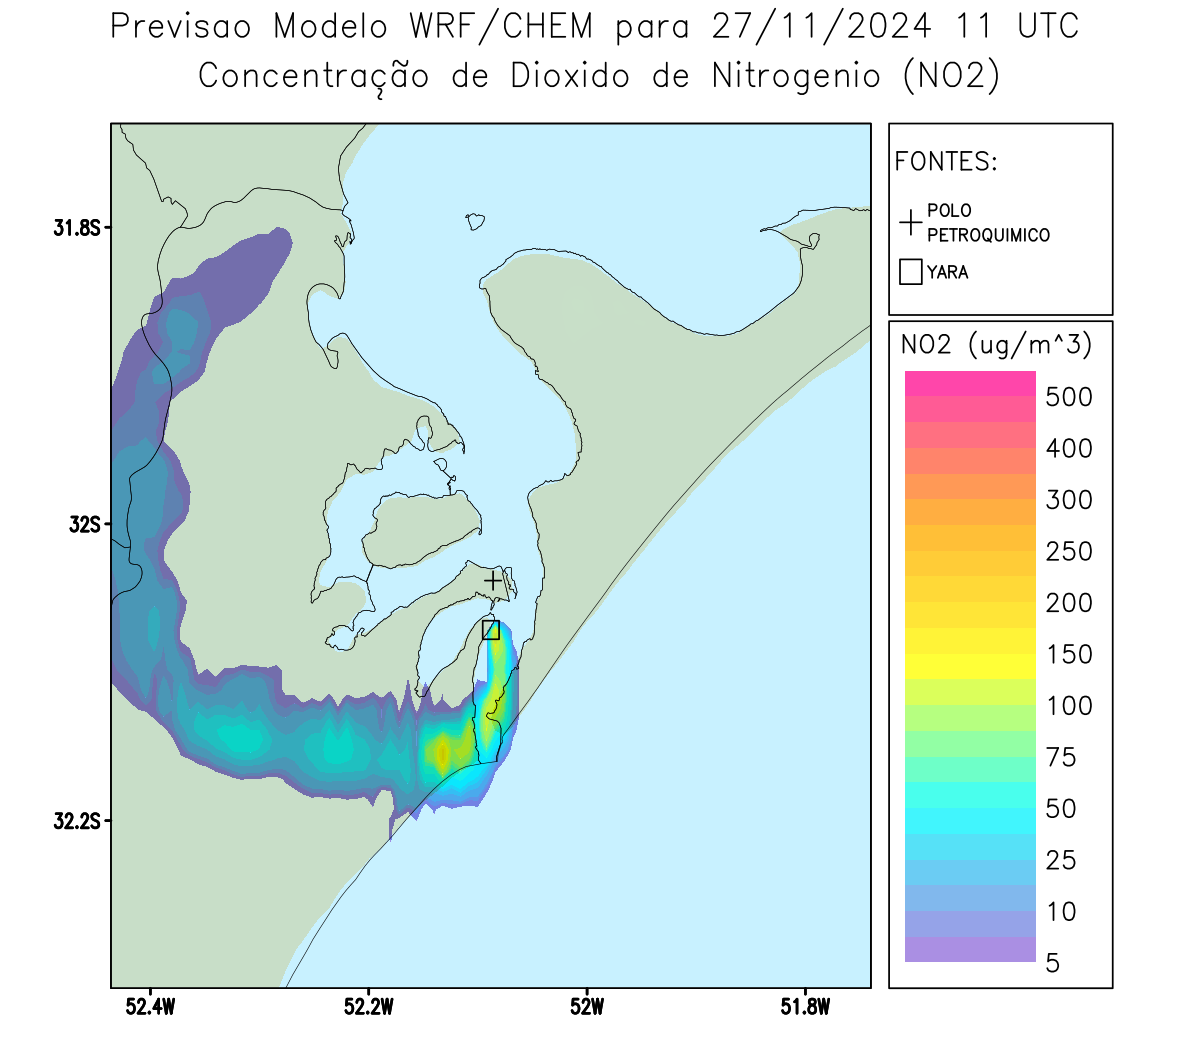 Previsao Modelo WRF/CHEM para 27/11/2024 11 UTC
Concentração de Dioxido de Nitrogenio (NO2)
FONTES:
POLO
PETROQUIMICO
YARA
NO2 (ug/m^3)
500
400
300
250
200
150
100
75
50
25
10
5
31.8S
32S
32.2S
52.4W
52.2W
52W
51.8W